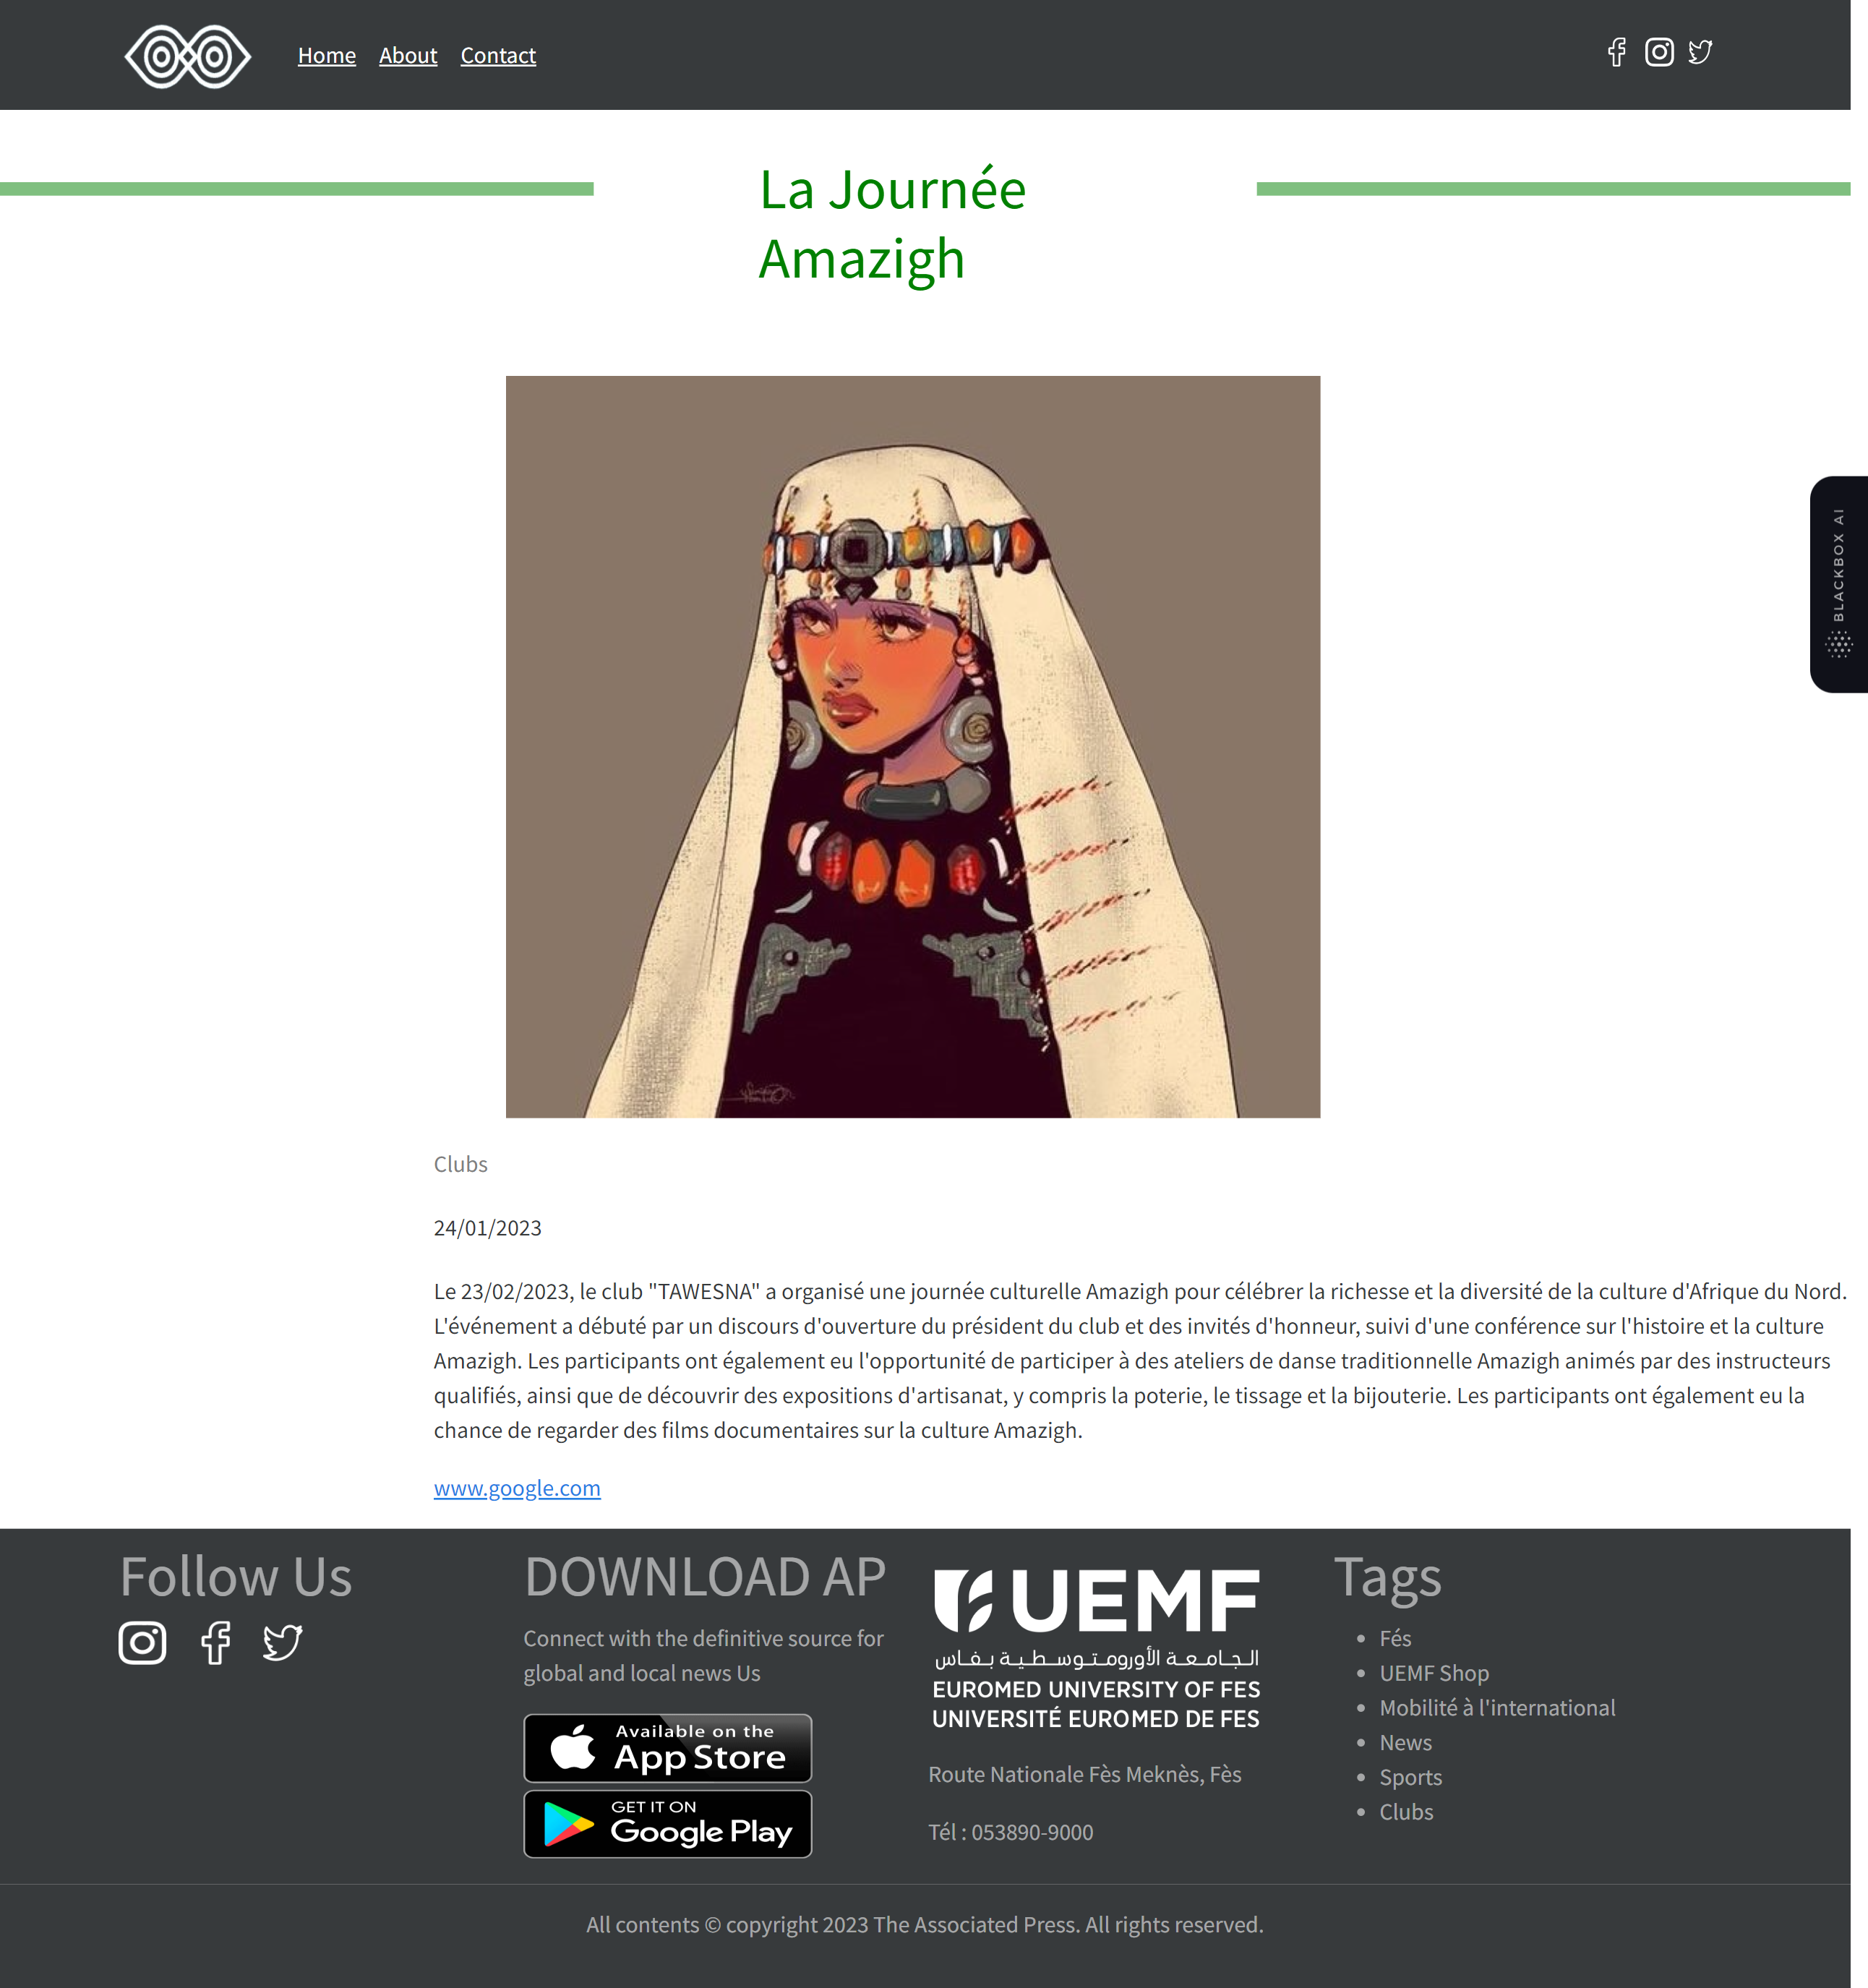 Home About Contact
La Journée
Amazigh
BLACKBOX AI
Clubs
24/01/2023
Le 23/02/2023, le club "TAWESNA" a organisé une journée culturelle Amazigh pour célébrer la richesse et la diversité de la culture d'Afrique du Nord.
L'événement a débuté par un discours d'ouverture du président du club et des invités d'honneur, suivi d'une conférence sur l'histoire et la culture
Amazigh. Les participants ont également eu l'opportunité de participer à des ateliers de danse traditionnelle Amazigh animés par des instructeurs
qualifiés, ainsi que de découvrir des expositions d'artisanat, y compris la poterie, le tissage et la bijouterie. Les participants ont également eu la
chance de regarder des films documentaires sur la culture Amazigh.
www.google.com
Follow Us
DOWNLOAD AP
Connect with the definitive source for
global and local news Us
Available on the
App Store
GET IT ON
Google Play
UEMF
الجامعة الأورومتوسطية بفاس
EUROMED UNIVERSITY OF FES
UNIVERSITÉ EUROMED DE FES
Route Nationale Fès Meknès, Fès
Tél : 053890-9000
Tags
Fés
UEMF Shop
Mobilité à l'international
News
Sports
Clubs
All contents © copyright 2023 The Associated Press. All rights reserved.